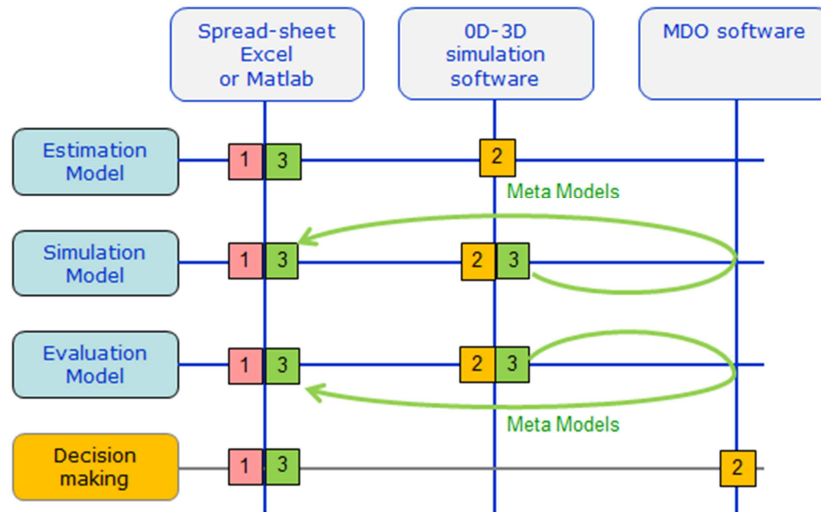 Spread-sheet
Excel
or Matlab
0D-3D
simulation
software
MDO software
Estimation
Model
1 3
2
Meta Models
Simulation
Model
1 3
2 3
Evaluation
Model
1 3
2 3
Meta Models
Decision
making
1 3
2